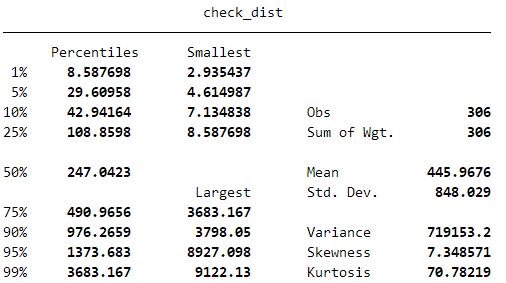 check_dist
Percentiles Smallest
1% 8.587698 2.935437
5% 29.60958 4.614987
10% 42.94164 7.134838 Obs 306
25% 108.8598 8.587698 Sum of Wgt. 306
50% 247.0423 Mean 445.9676
Largest Std. Dev. 848.029
75% 490.9656 3683.167
90% 976.2659 3798.05 Variance 719153.2
95% 1373.683 8927.098 Skewness 7.348571
99% 3683.167 9122.13 Kurtosis 70.78219